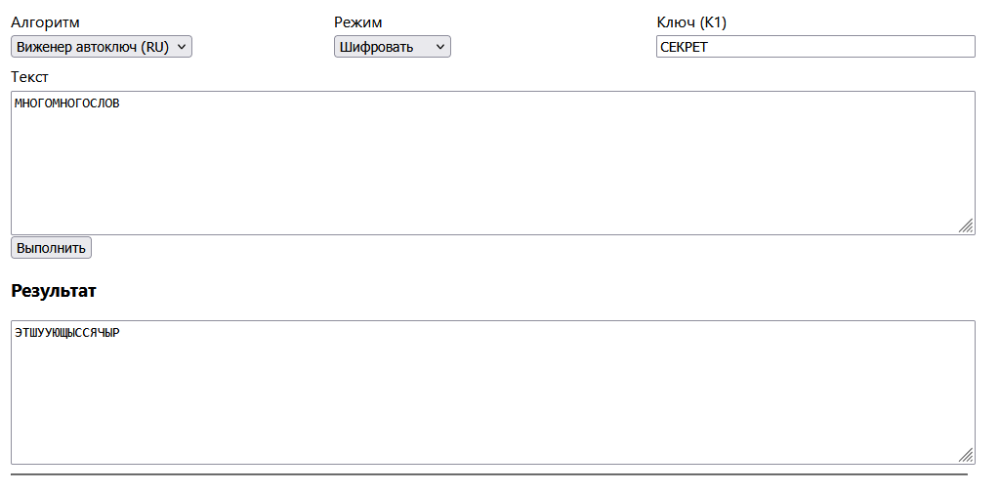 Алгоритм Режим Ключ (K1)
Виженер автоключ (RU) Шифровать СЕКРЕТ
Текст
МНОГОМНОГОСЛОВ
Выполнить
Результат
ЭТШУУЮЩЫССЯЧЫР